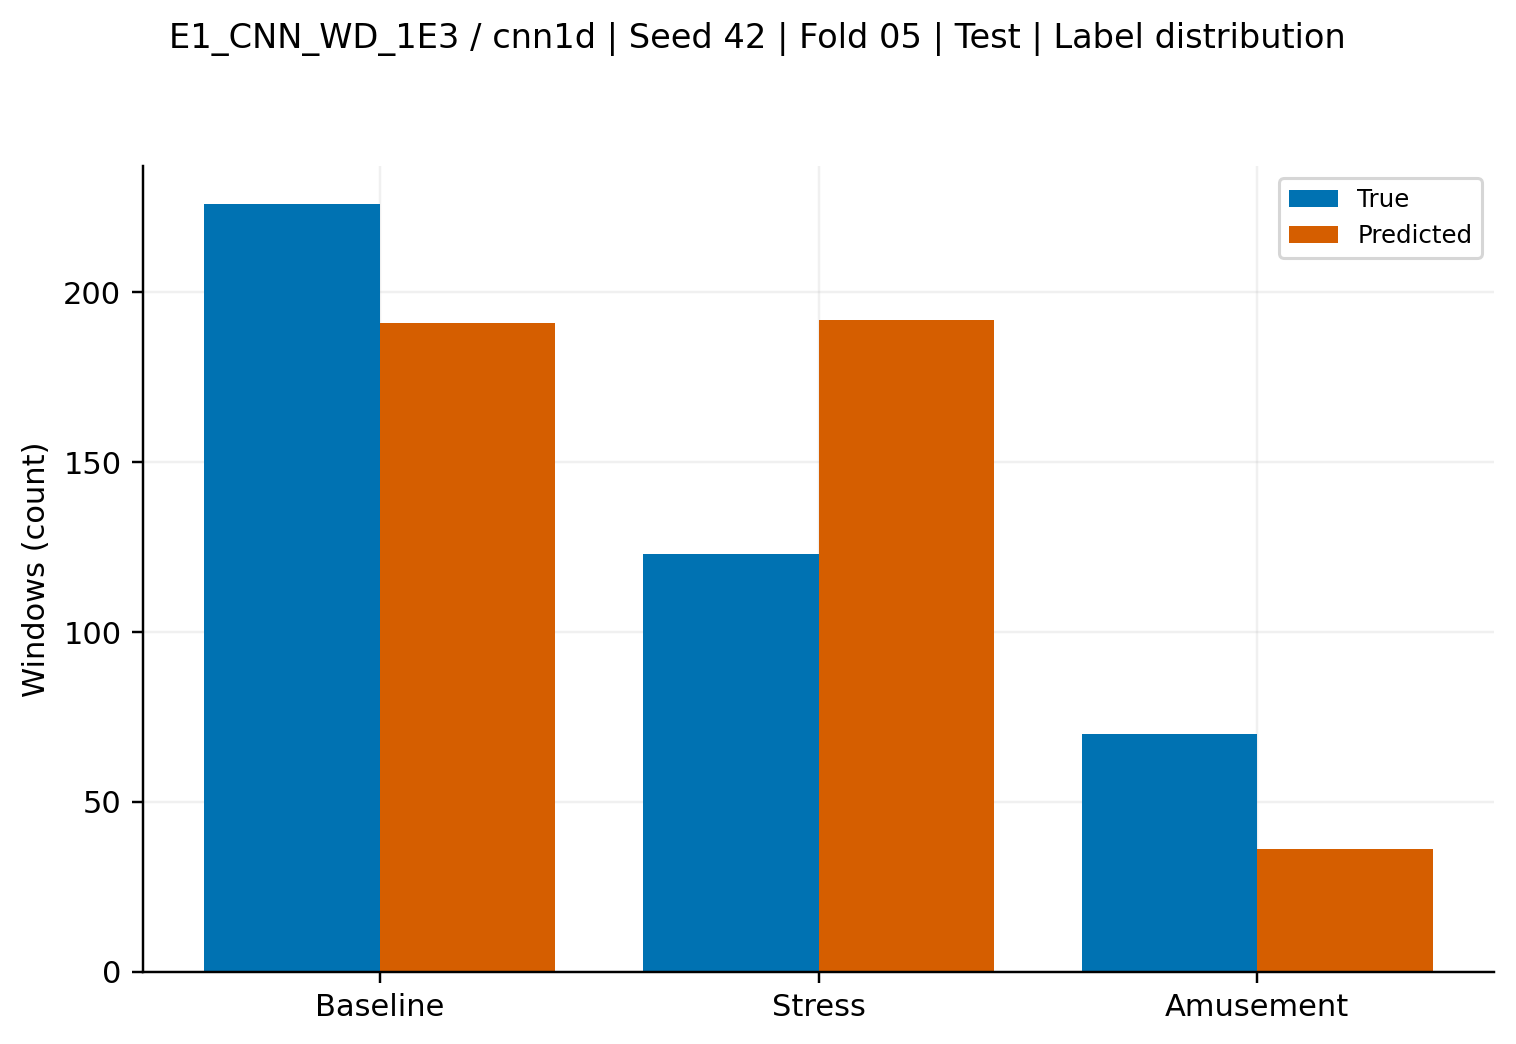 E1_CNN_WD_1E3 / cnn1d | Seed 42 | Fold 05 | Test | Label distribution
True
Predicted
Windows (count)
200
150
100
50
0
Baseline
Stress
Amusement